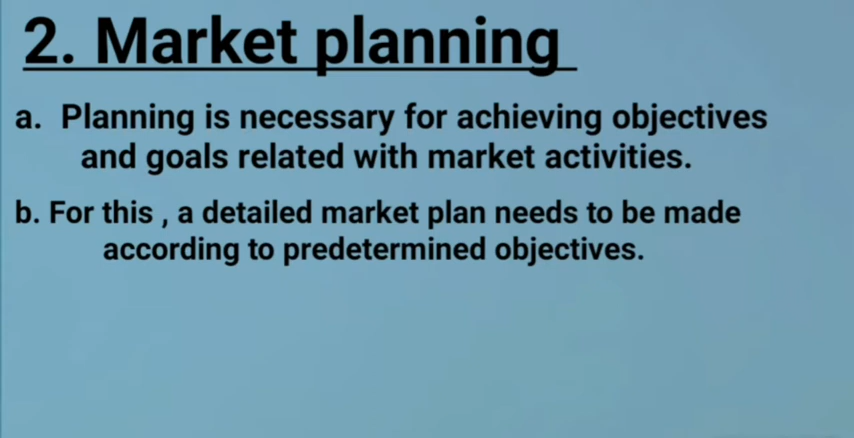 2. Market planning
a. Planning is necessary for achieving objectives
and goals related with market activities.
b. For this , a detailed market plan needs to be made
according to predetermined objectives.